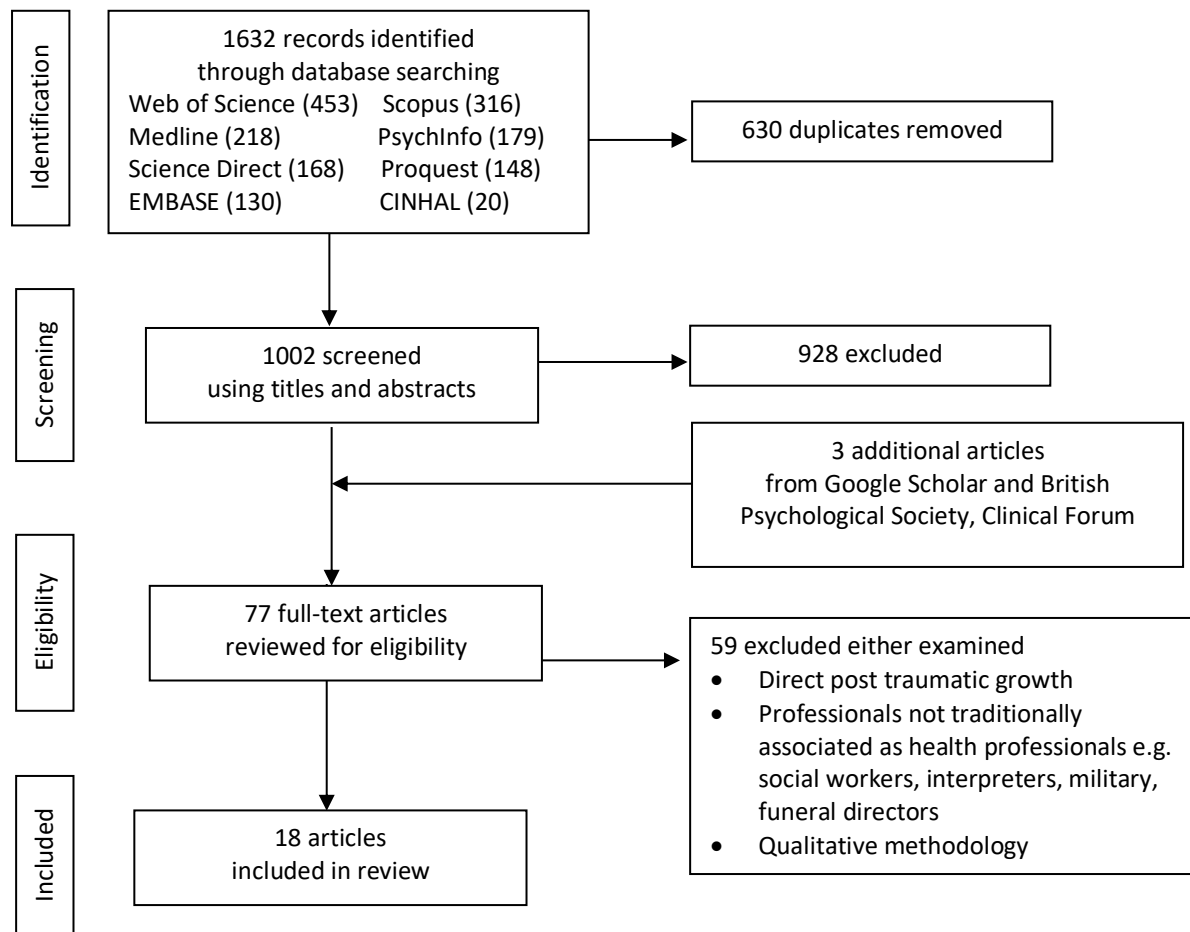 Identification
1632 records identified
through database searching
Web of Science (453) Scopus (316)
Medline (218) PsychInfo (179)
Science Direct (168) Proquest (148)
EMBASE (130) CINHAL (20)
630 duplicates removed
Screening
1002 screened
using titles and abstracts
928 excluded
3 additional articles
from Google Scholar and British
Psychological Society, Clinical Forum
Eligibility
77 full-text articles
reviewed for eligibility
59 excluded either examined
• Direct post traumatic growth
• Professionals not traditionally
associated as health professionals e.g.
social workers, interpreters, military,
funeral directors
• Qualitative methodology
Included
18 articles
included in review